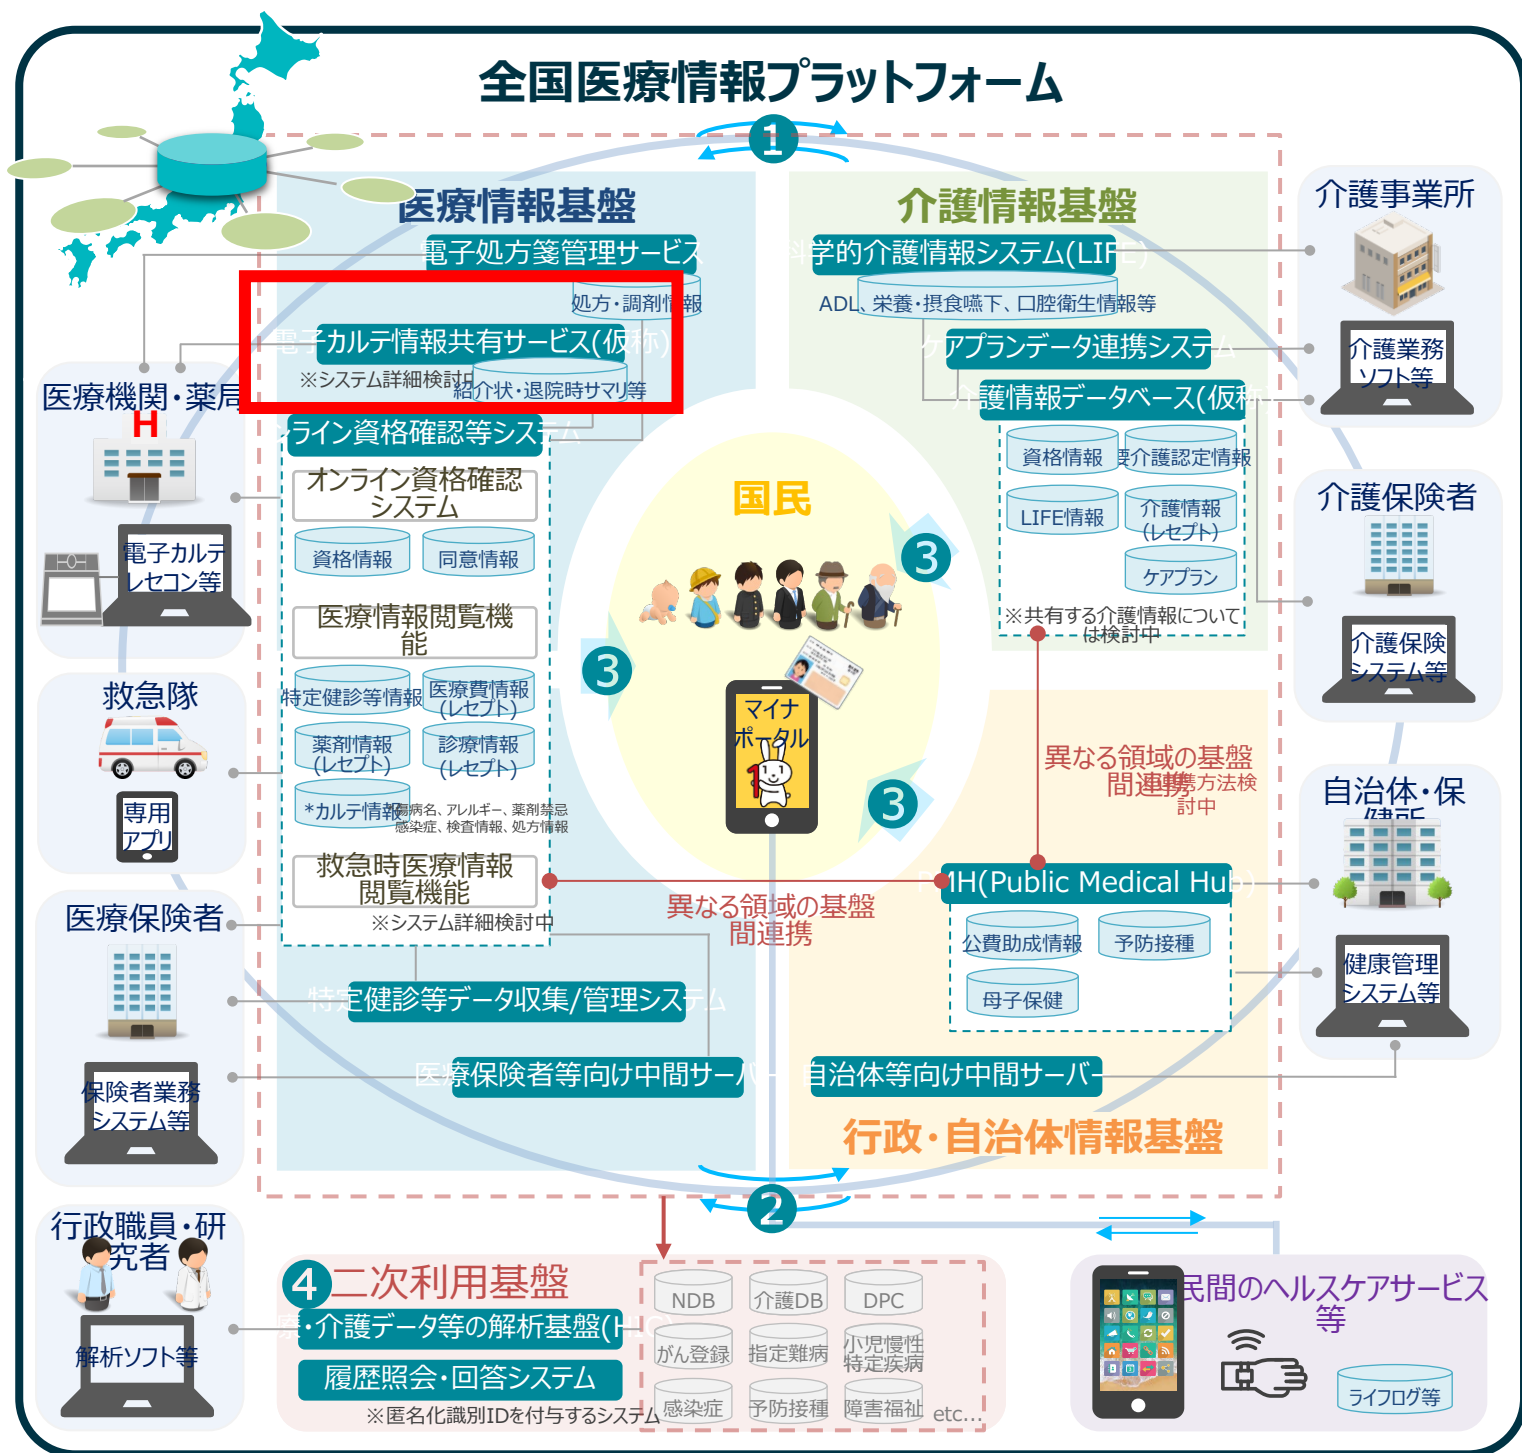 全国医療情報プラットフォーム
1
医療情報基盤
電子処方箋管理サービス
処方・調剤情報
電子カルテ情報共有サービス(仮称)
※システム詳細検討中
紹介状・退院時サマリ等
ンライン資格確認等システム
オンライン資格確認
システム
資格情報
同意情報
医療情報閲覧機
能
特定健診等情報
医療費情報
(レセプト)
薬剤情報
(レセプト)
診療情報
(レセプト)
*カルテ情報
傷病名、アレルギー、薬剤禁忌
感染症、検査情報、処方情報
救急時医療情報
閲覧機能
※システム詳細検討中
特定健診等データ収集/管理システム
医療保険者等向け中間サーバー
介護情報基盤
科学的介護情報システム(LIFE)
ADL、栄養・摂食嚥下、口腔衛生情報等
ケアプランデータ連携システム
介護情報データベース(仮称)
資格情報
要介護認定情報
LIFE情報
介護情報
(レセプト)
ケアプラン
※共有する介護情報について
は検討中
国民
3
3
3
マイナ
ポータル
1
異なる領域の基盤
間連携
連携方法検
討中
異なる領域の基盤
間連携
PMH(Public Medical Hub)
公費助成情報
予防接種
母子保健
自治体等向け中間サーバー
行政・自治体情報基盤
2
医療機関・薬局
H
電子カルテ
レセコン等
救急隊
専用
アプリ
医療保険者
保険者業務
システム等
行政職員・研
究者
解析ソフト等
介護事業所
介護業務
ソフト等
介護保険者
介護保険
システム等
自治体・保
健所
健康管理
システム等
4
二次利用基盤
療・介護データ等の解析基盤(HIC)
履歴照会・回答システム
※匿名化識別IDを付与するシステム
NDB
介護DB
DPC
がん登録
指定難病
小児慢性
特定疾病
感染症
予防接種
障害福祉
etc…
民間のヘルスケアサービス
等
ライフログ等